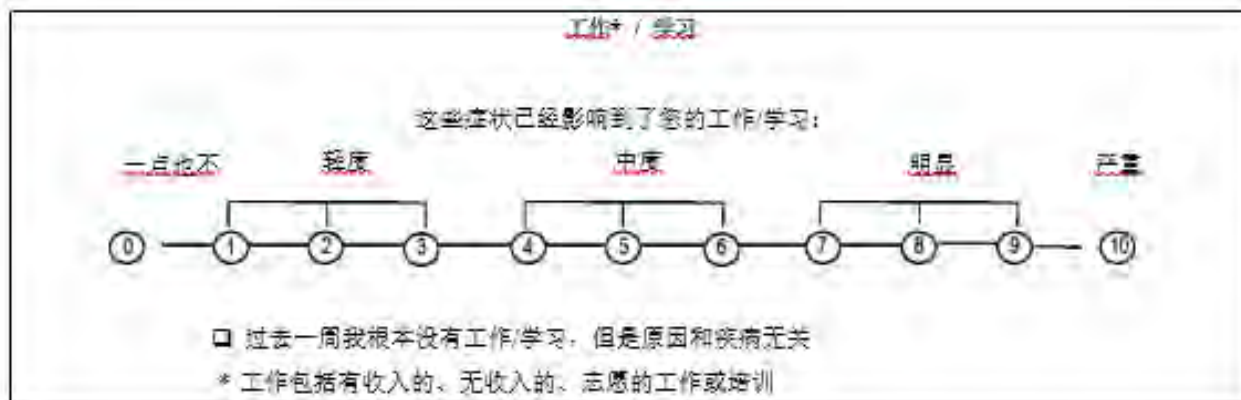 工作* / 学习
这些症状已经影响到了您的工作/学习：
一点也不 轻度 中度 明显 严重
0 1 2 3 4 5 6 7 8 9 10
□ 过去一周我根本没有工作/学习，但是原因和疾病无关
* 工作包括有收入的、无收入的、志愿的工作或培训